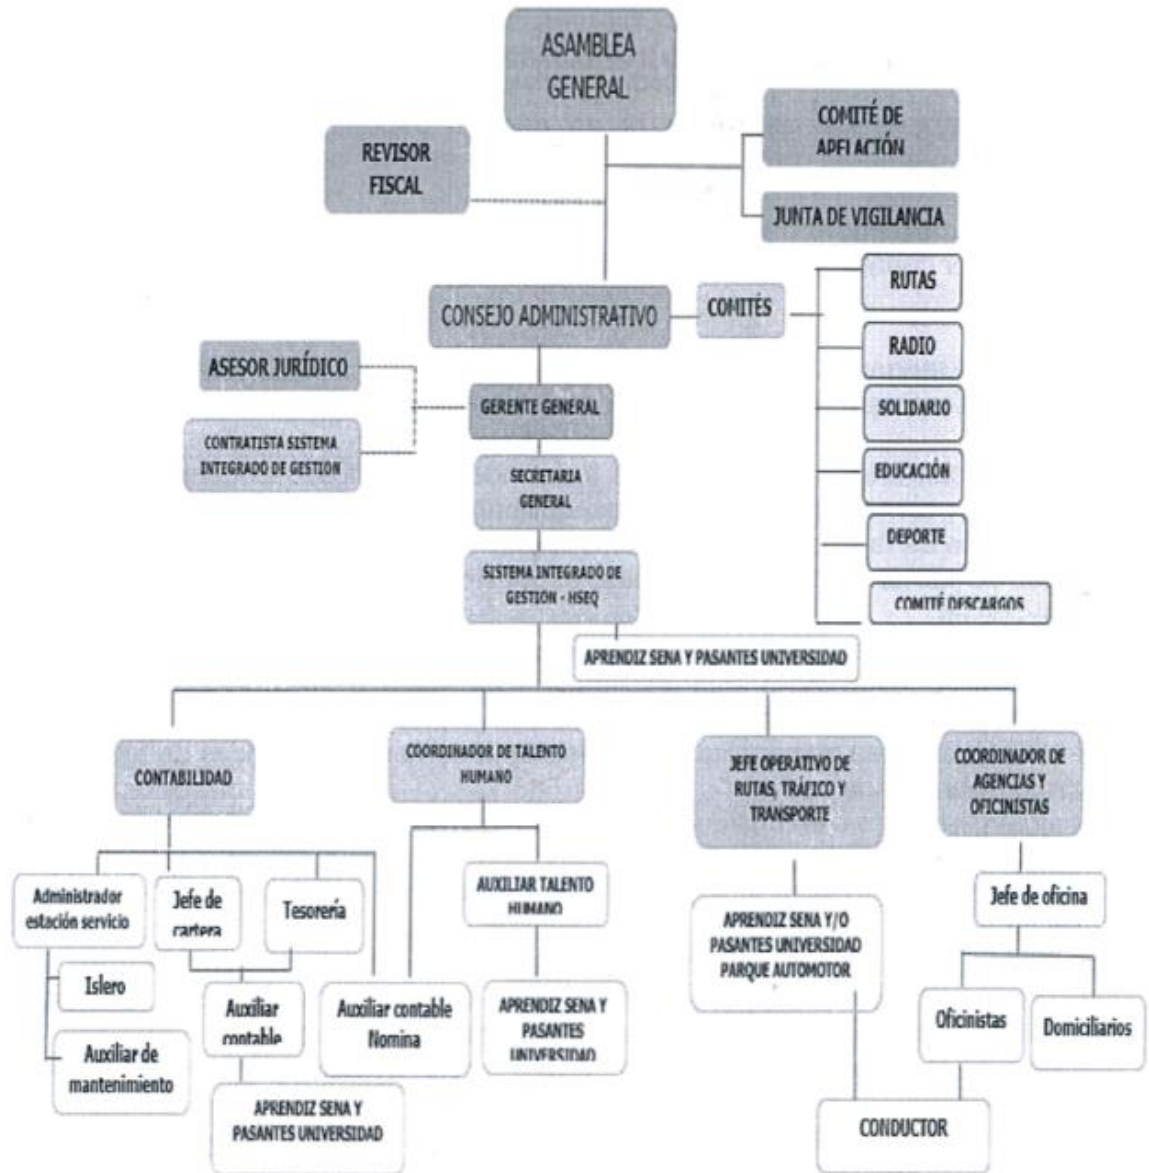 ASAMBLEA
GENERAL
REVISOR
FISCAL
COMITÉ DE
APELACIÓN
JUNTA DE VIGILANCIA
CONSEJO ADMINISTRATIVO
COMITÉS
RUTAS
RADIO
SOLIDARIO
EDUCACIÓN
DEPORTE
COMITÉ DESCARGOS
ASESOR JURÍDICO
GERENTE GENERAL
CONTRATISTA SISTEMA
INTEGRADO DE GESTIÓN
SECRETARIA
GENERAL
SISTEMA INTEGRADO DE
GESTIÓN - HSEQ
APRENDIZ SENA Y PASANTES UNIVERSIDAD
CONTABILIDAD
COORDINADOR DE TALENTO
HUMANO
JEFE OPERATIVO DE
RUTAS, TRÁFICO Y
TRANSPORTE
COORDINADOR DE
AGENCIAS Y
OFICINISTAS
Administrador
estación servicio
Jefe de
cartera
Tesorería
AUXILIAR TALENTO
HUMANO
APRENDIZ SENA Y/O
PASANTES UNIVERSIDAD
PARQUE AUTOMOTOR
Jefe de oficina
Islero
Auxiliar
contable
Auxiliar contable
Nomina
APRENDIZ SENA Y
PASANTES
UNIVERSIDAD
Oficinistas
Domiciliarios
Auxiliar de
mantenimiento
APRENDIZ SENA Y
PASANTES UNIVERSIDAD
CONDUCTOR